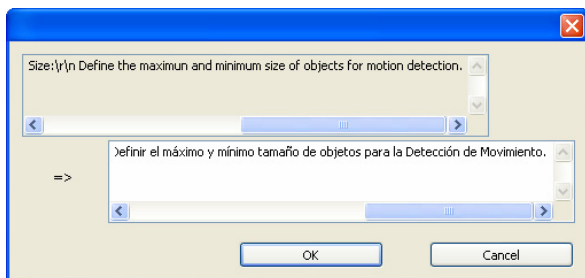 Size:\r\n Define the maximun and minimum size of objects for motion detection.
Definir el máximo y mínimo tamaño de objetos para la Detección de Movimiento.
=>
OK Cancel